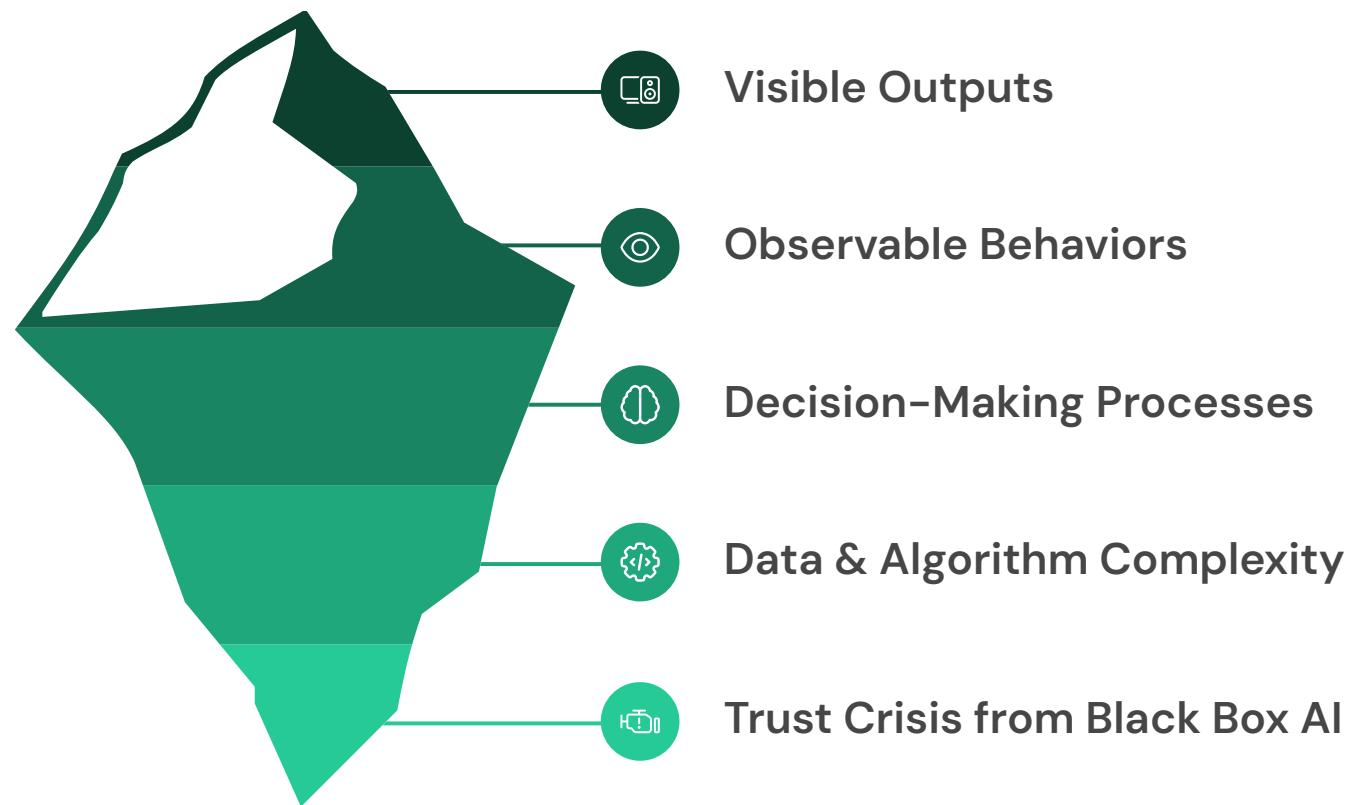 Visible Outputs
Observable Behaviors
Decision-Making Processes
Data & Algorithm Complexity
Trust Crisis from Black Box AI